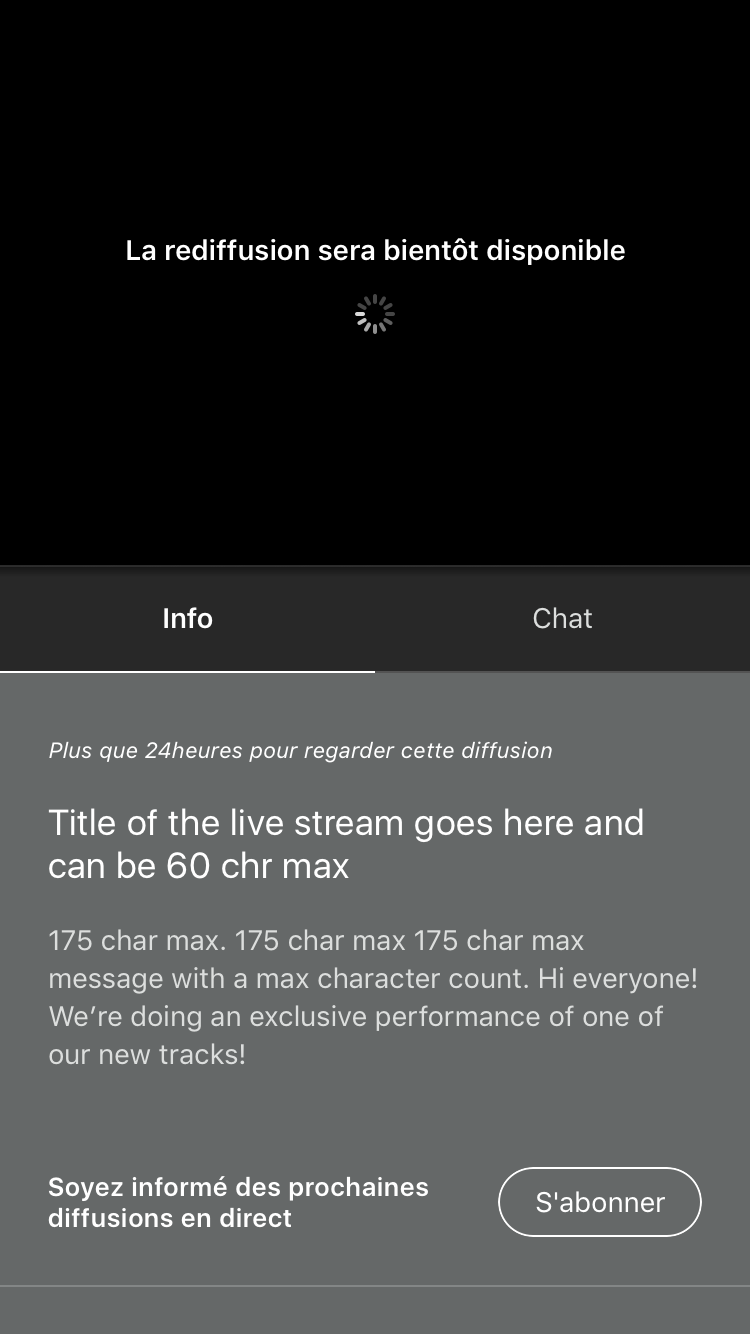 La rediffusion sera bientôt disponible
Info
Chat
Plus que 24heures pour regarder cette diffusion
Title of the live stream goes here and
can be 60 chr max
175 char max. 175 char max 175 char max
message with a max character count. Hi everyone!
We’re doing an exclusive performance of one of
our new tracks!
Soyez informé des prochaines
diffusions en direct
S'abonner